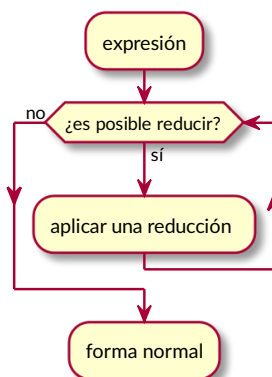 expresión
no
¿es posible reducir?
sí
aplicar una reducción
forma normal